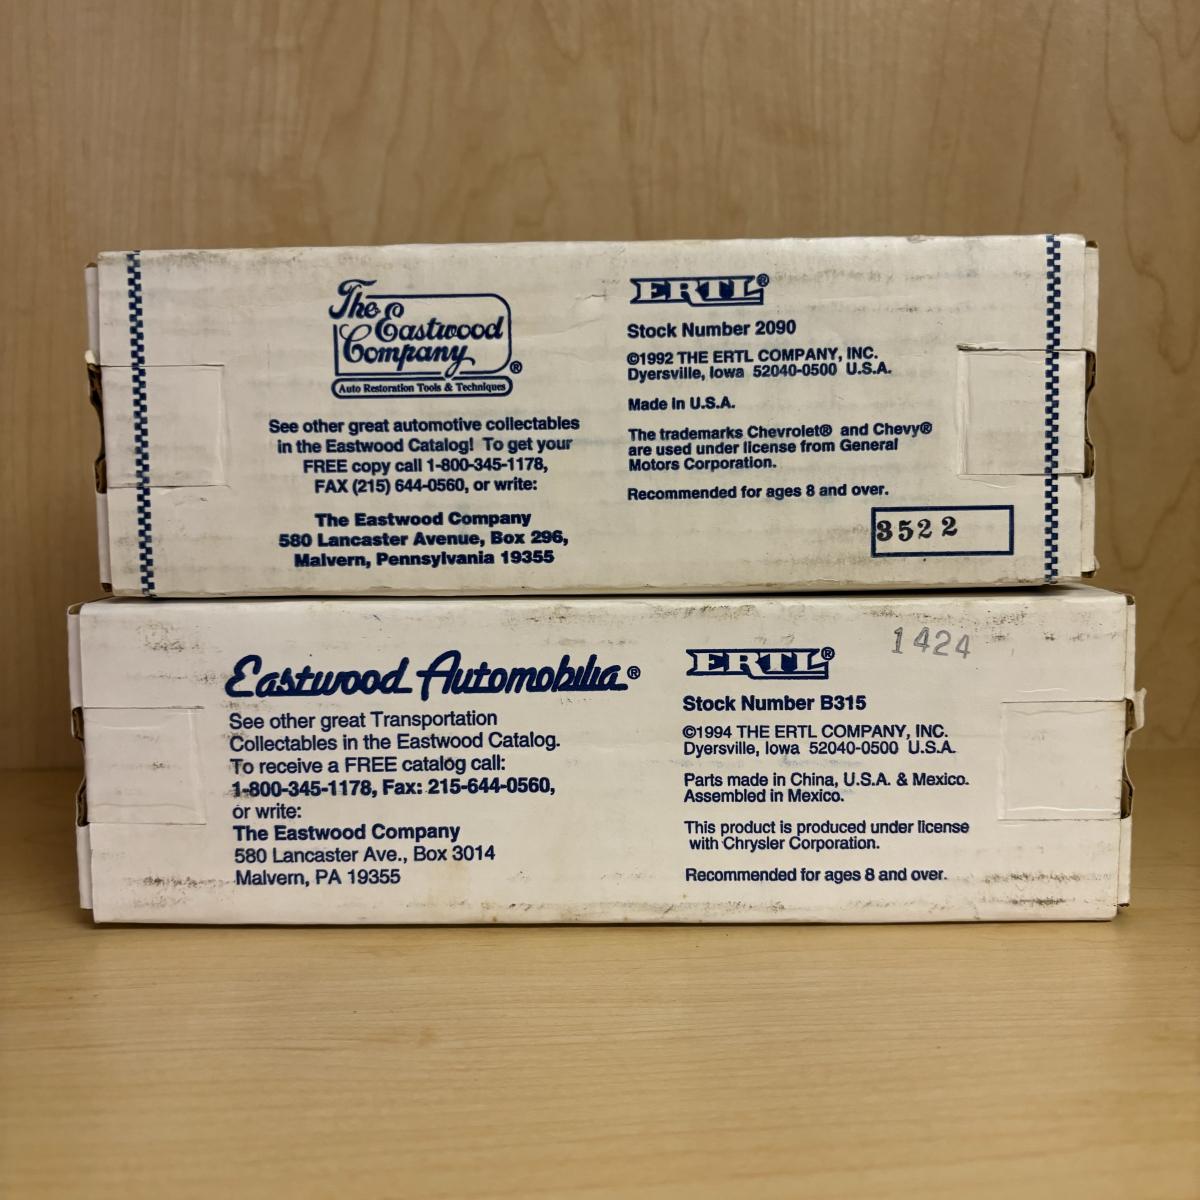 The Eastwood
Company®
Auto Restoration Tools & Techniques
See other great automotive collectables
in the Eastwood Catalog! To get your
FREE copy call 1-800-345-1178,
FAX (215) 644-0560, or write:
The Eastwood Company
580 Lancaster Avenue, Box 296,
Malvern, Pennsylvania 19355
ERTL®
Stock Number 2090
©1992 THE ERTL COMPANY, INC.
Dyersville, Iowa 52040-0500 U.S.A.
Made in U.S.A.
The trademarks Chevrolet® and Chevy®
are used under license from General
Motors Corporation.
Recommended for ages 8 and over.
3522
Eastwood Automobilia®
See other great Transportation
Collectables in the Eastwood Catalog.
To receive a FREE catalog call:
1-800-345-1178, Fax: 215-644-0560,
or write:
The Eastwood Company
580 Lancaster Ave., Box 3014
Malvern, PA 19355
ERTL®
1424
Stock Number B315
©1994 THE ERTL COMPANY, INC.
Dyersville, Iowa 52040-0500 U.S.A.
Parts made in China, U.S.A. & Mexico.
Assembled in Mexico.
This product is produced under license
with Chrysler Corporation.
Recommended for ages 8 and over.